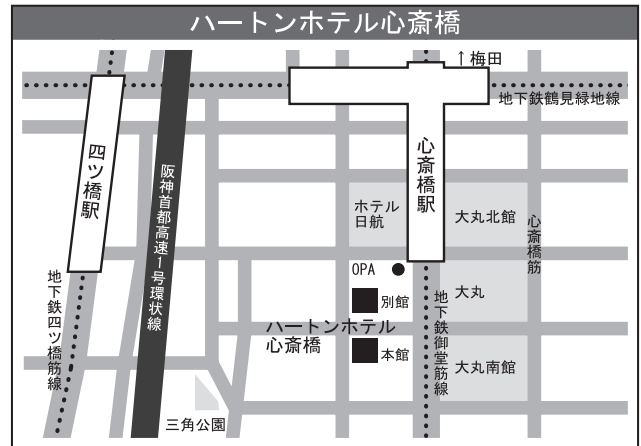 ハートンホテル心斎橋
↑梅田
地下鉄鶴見緑地線
四ツ橋駅
阪神首都高速1号環状線
心斎橋駅
ホテル
日航
大丸北館
心斎橋筋
OPA
別館
大丸
地下鉄四ツ橋筋線
地下鉄御堂筋線
ハートンホテル
心斎橋
本館
大丸南館
三角公園